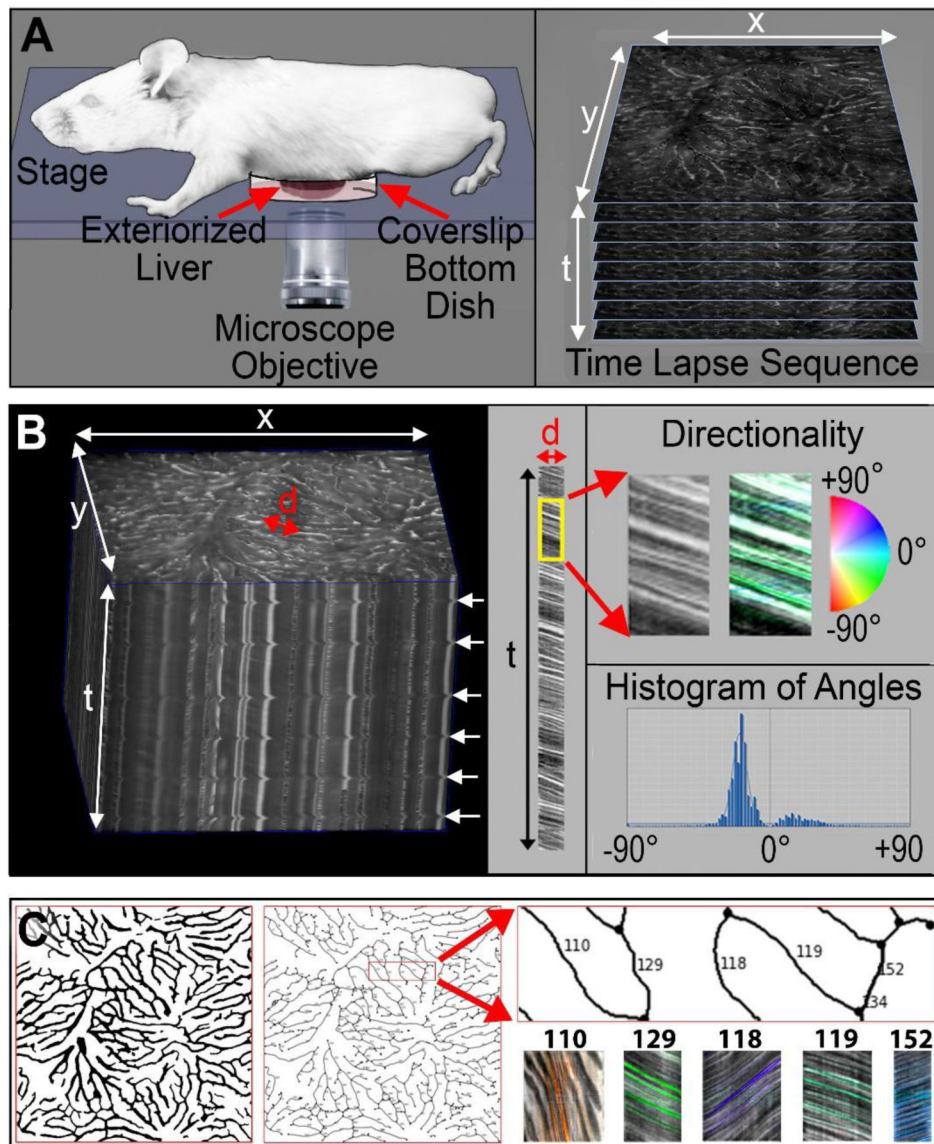 A
Stage
Exteriorized
Liver
Coverslip
Bottom
Dish
Microscope
Objective
x
y
t
Time Lapse Sequence
B
x
y
d
t
d
t
Directionality
+90°
0°
-90°
Histogram of Angles
-90°
0°
+90
C
110
129
118
119
152
134
110
129
118
119
152